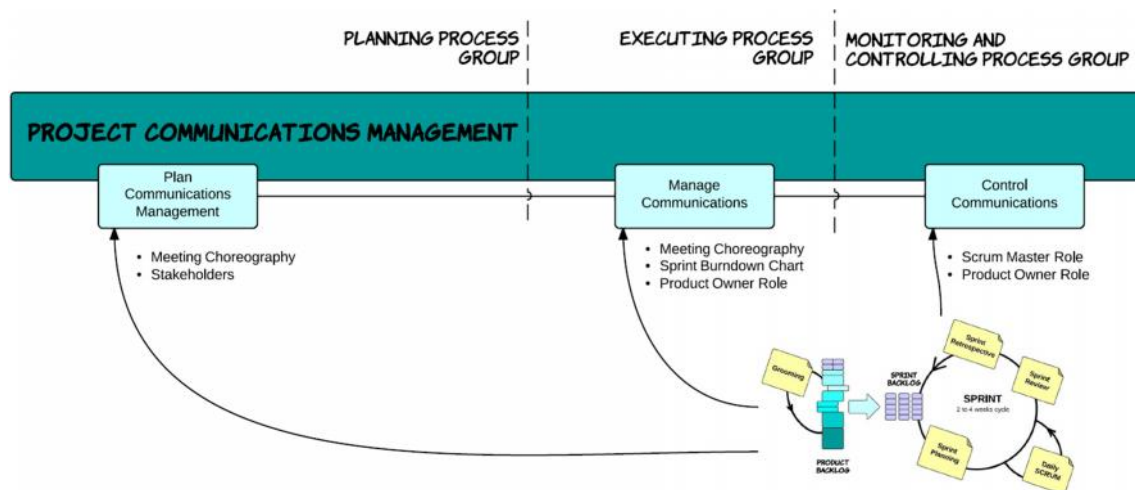 PLANNING PROCESS
GROUP
EXECUTING PROCESS
GROUP
MONITORING AND
CONTROLLING PROCESS GROUP
PROJECT COMMUNICATIONS MANAGEMENT
Plan
Communications
Management
Manage
Communications
Control
Communications
• Meeting Choreography
• Stakeholders
• Meeting Choreography
• Sprint Burndown Chart
• Product Owner Role
• Scrum Master Role
• Product Owner Role
Grooming
PRODUCT
BACKLOG
SPRINT
BACKLOG
Sprint
Retrospective
Sprint
Review
SPRINT
2 to 4 weeks cycle
Sprint
Planning
Daily
SCRUM